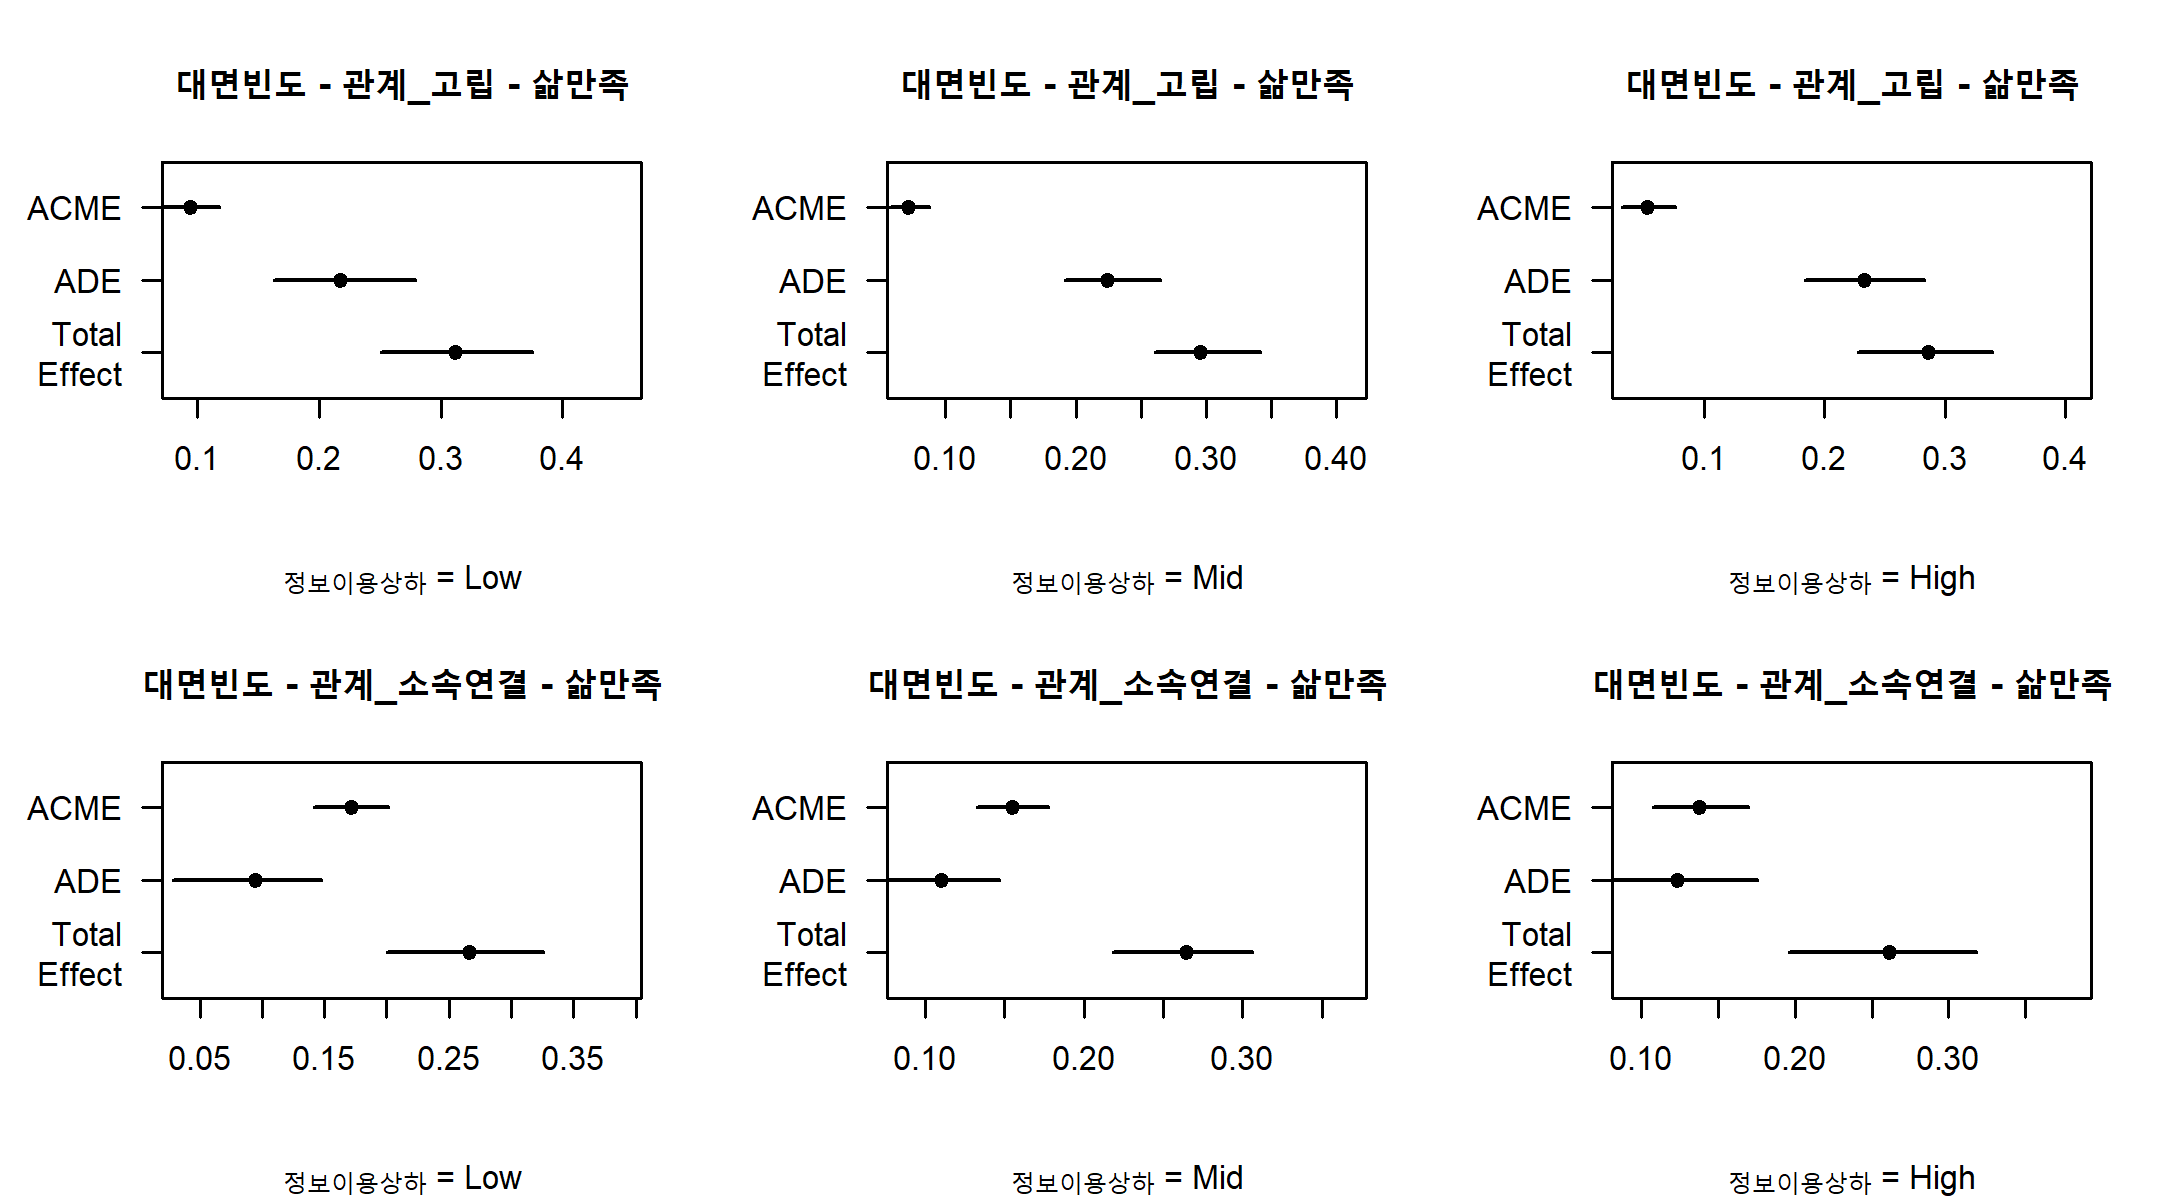 대면빈도 - 관계_고립 - 삶만족
ACME
ADE
Total
Effect
0.1 0.2 0.3 0.4
정보이용상하 = Low
대면빈도 - 관계_고립 - 삶만족
ACME
ADE
Total
Effect
0.10 0.20 0.30 0.40
정보이용상하 = Mid
대면빈도 - 관계_고립 - 삶만족
ACME
ADE
Total
Effect
0.1 0.2 0.3 0.4
정보이용상하 = High
대면빈도 - 관계_소속연결 - 삶만족
ACME
ADE
Total
Effect
0.05 0.15 0.25 0.35
정보이용상하 = Low
대면빈도 - 관계_소속연결 - 삶만족
ACME
ADE
Total
Effect
0.10 0.20 0.30
정보이용상하 = Mid
대면빈도 - 관계_소속연결 - 삶만족
ACME
ADE
Total
Effect
0.10 0.20 0.30
정보이용상하 = High